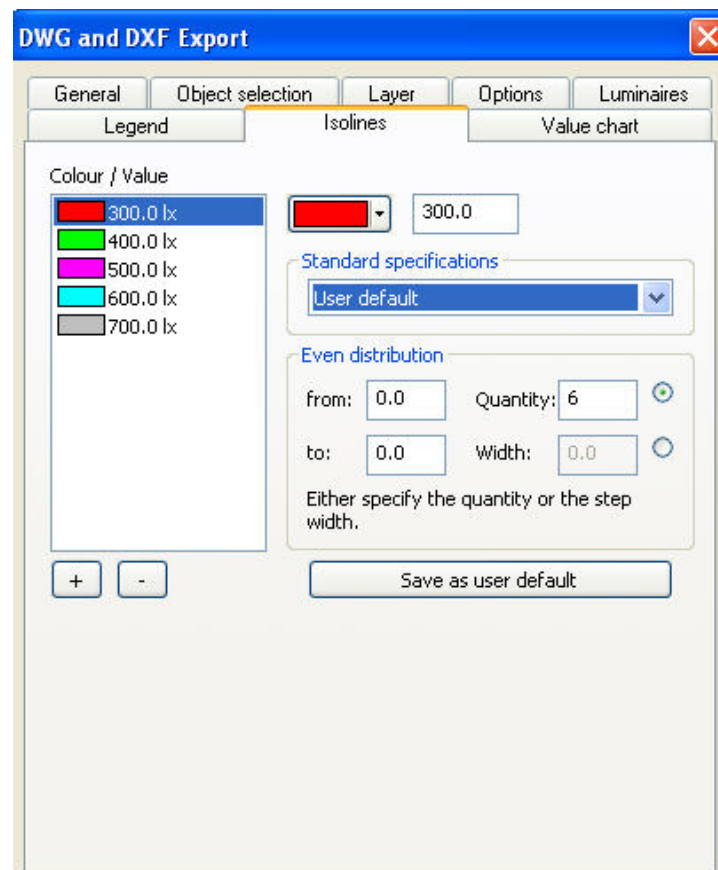 DWG and DXF Export
General Object selection Layer Options Luminaires
Legend Isolines Value chart
Colour / Value
300.0 lx
400.0 lx
500.0 lx
600.0 lx
700.0 lx
+ -
300.0
Standard specifications
User default
Even distribution
from: 0.0 Quantity: 6
to: 0.0 Width: 0.0
Either specify the quantity or the step
width.
Save as user default